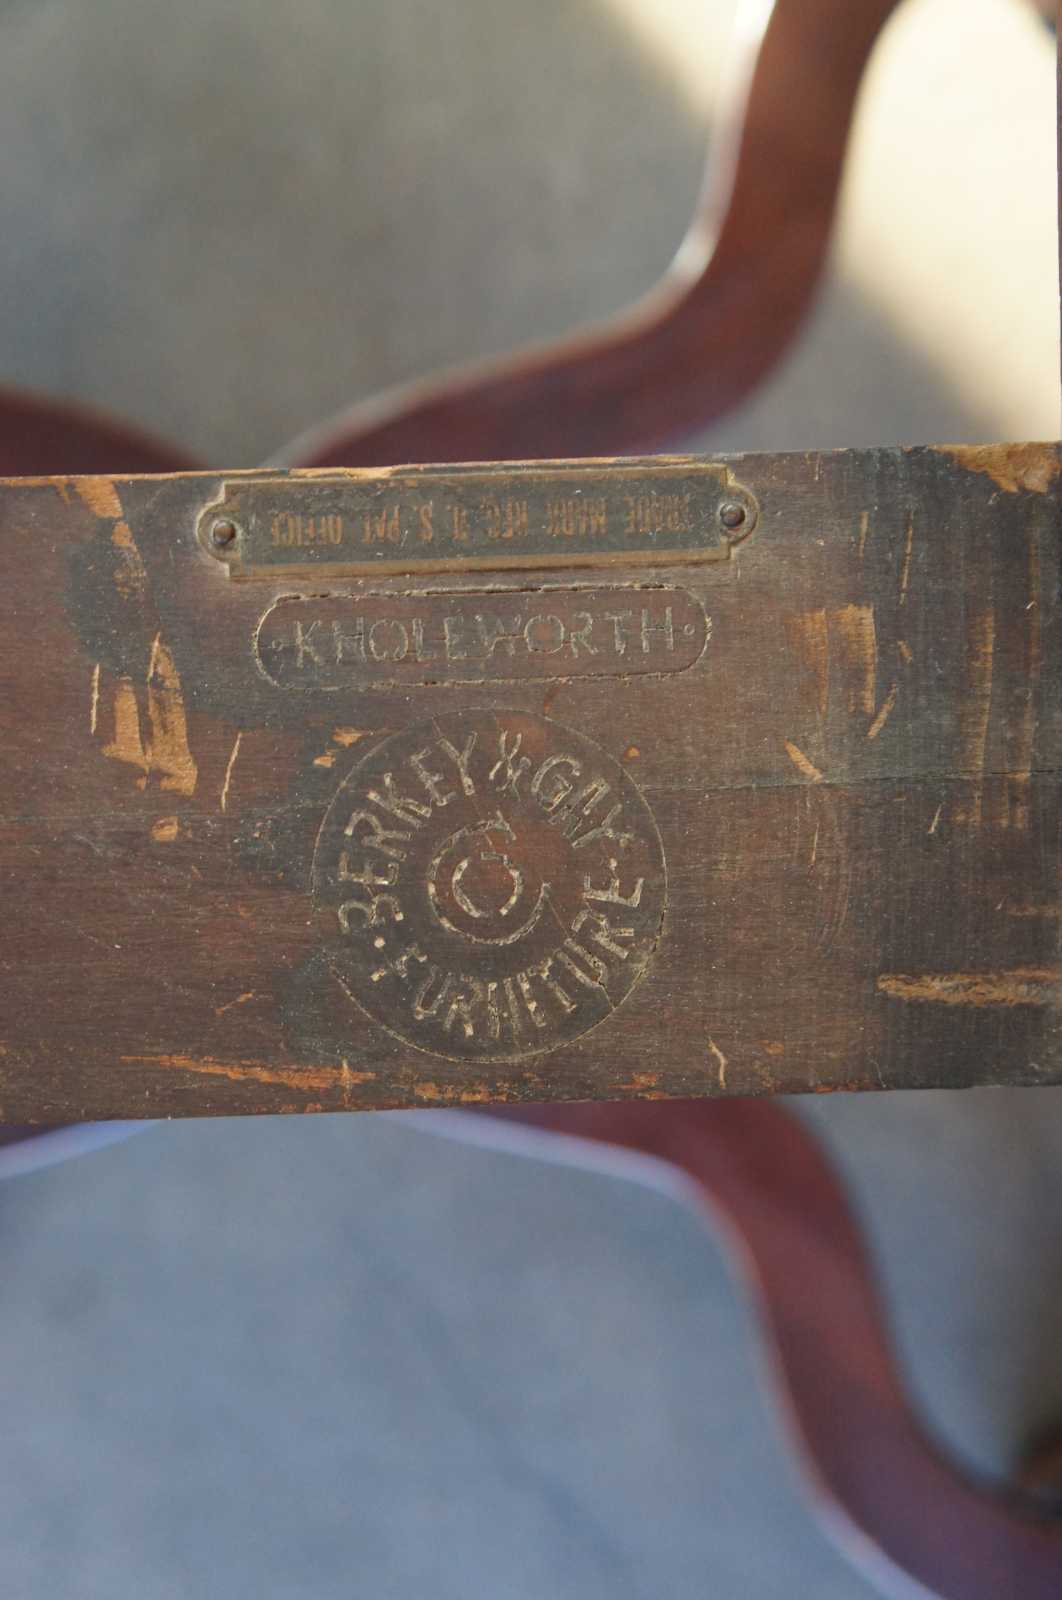 TRADE MARK REG. U. S. PAT. OFFICE
·KHOLEWORTH·
BERKEY & GAY
·FURNITURE·